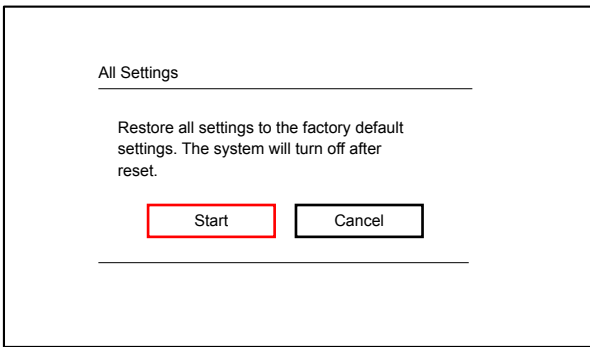 All Settings
Restore all settings to the factory default
settings. The system will turn off after
reset.
Start
Cancel